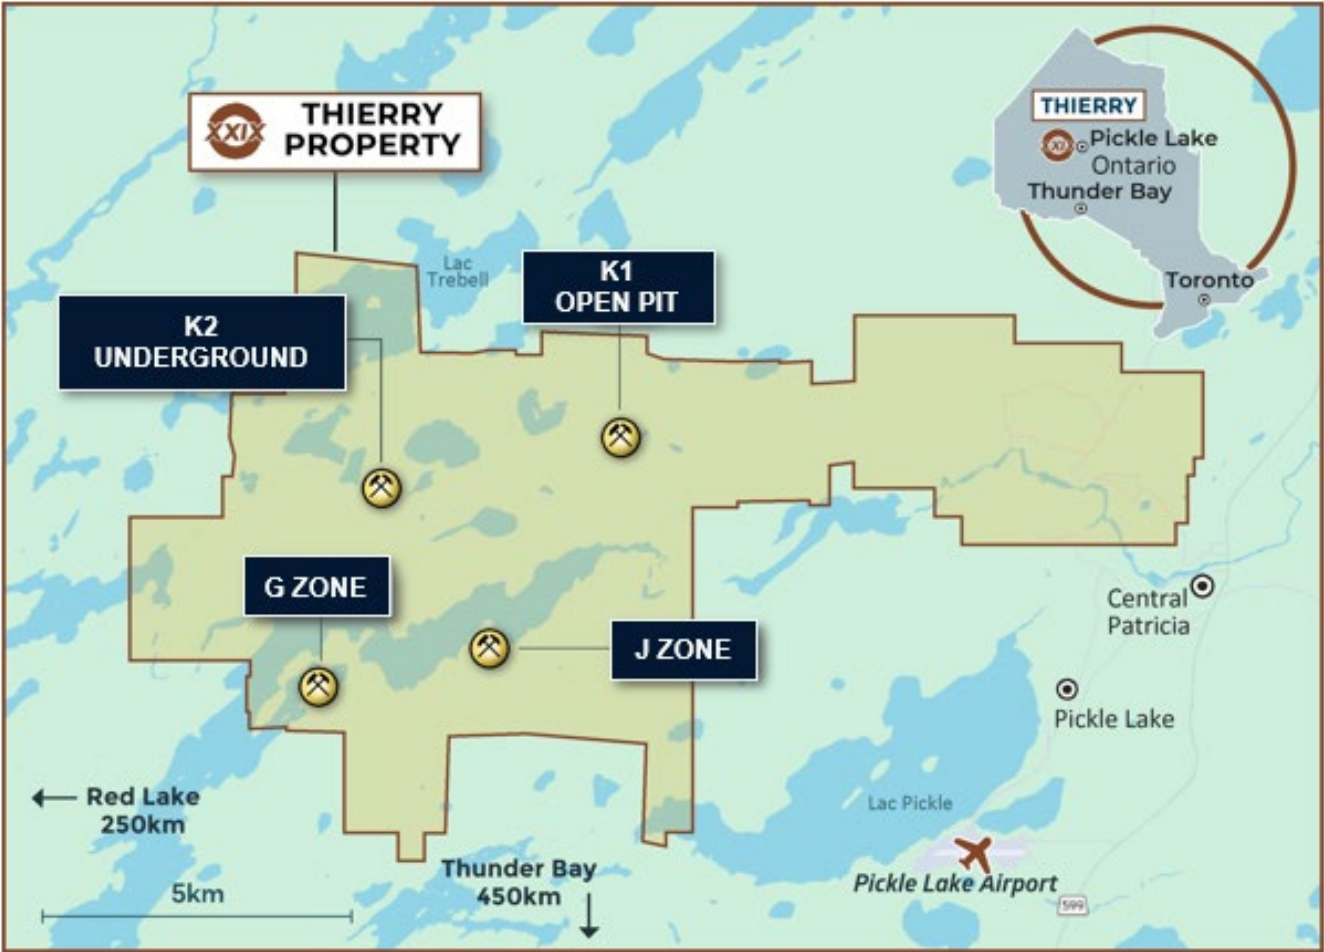 XXIX
THIERRY
PROPERTY
THIERRY
Pickle Lake
Ontario
Thunder Bay
Toronto
Lac
Trebell
K1
OPEN PIT
K2
UNDERGROUND
G ZONE
J ZONE
Central
Patricia
Pickle Lake
Red Lake
250km
Lac Pickle
Thunder Bay
450km
Pickle Lake Airport
5km
599